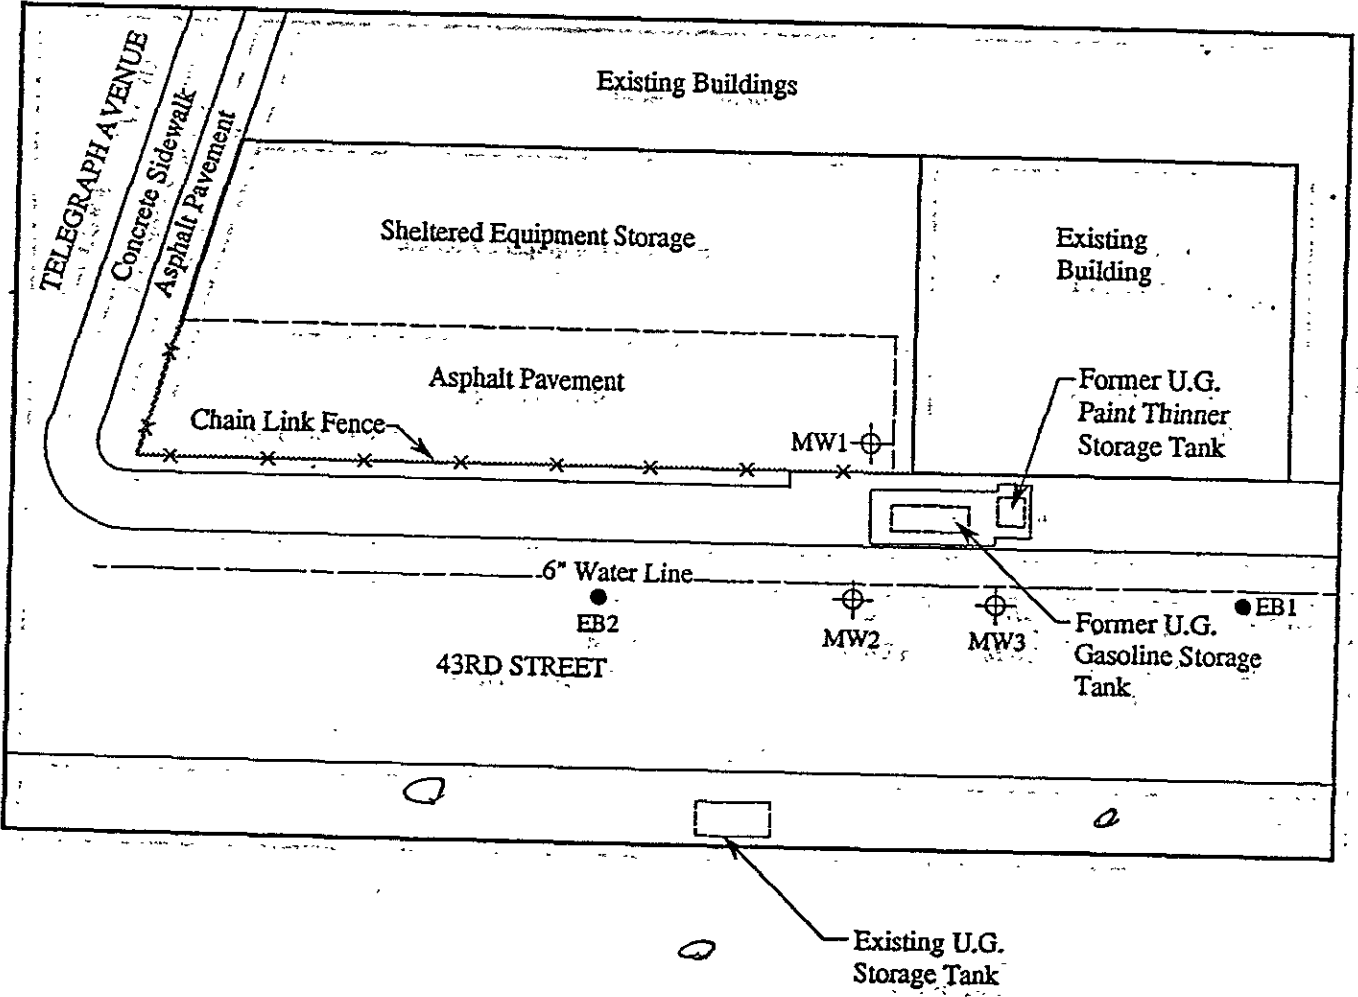 TELEGRAPH AVENUE
Concrete Sidewalk
Asphalt Pavement
Existing Buildings
Sheltered Equipment Storage
Existing
Building
Asphalt Pavement
Chain Link Fence
MW1
Former U.G.
Paint Thinner
Storage Tank
6" Water Line
EB2
MW2
MW3
EB1
43RD STREET
Former U.G.
Gasoline Storage
Tank
Existing U.G.
Storage Tank